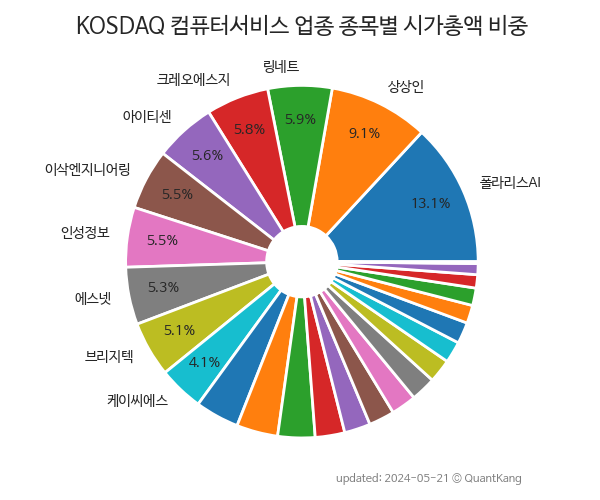 KOSDAQ 컴퓨터서비스 업종 종목별 시가총액 비중
링네트
크레오에스지
상상인
아이티센
이삭엔지니어링
폴라리스AI
인성정보
에스넷
브리지텍
케이씨에스
5.9%
5.8%
9.1%
5.6%
5.5%
13.1%
5.5%
5.3%
5.1%
4.1%
updated: 2024-05-21 © QuantKang